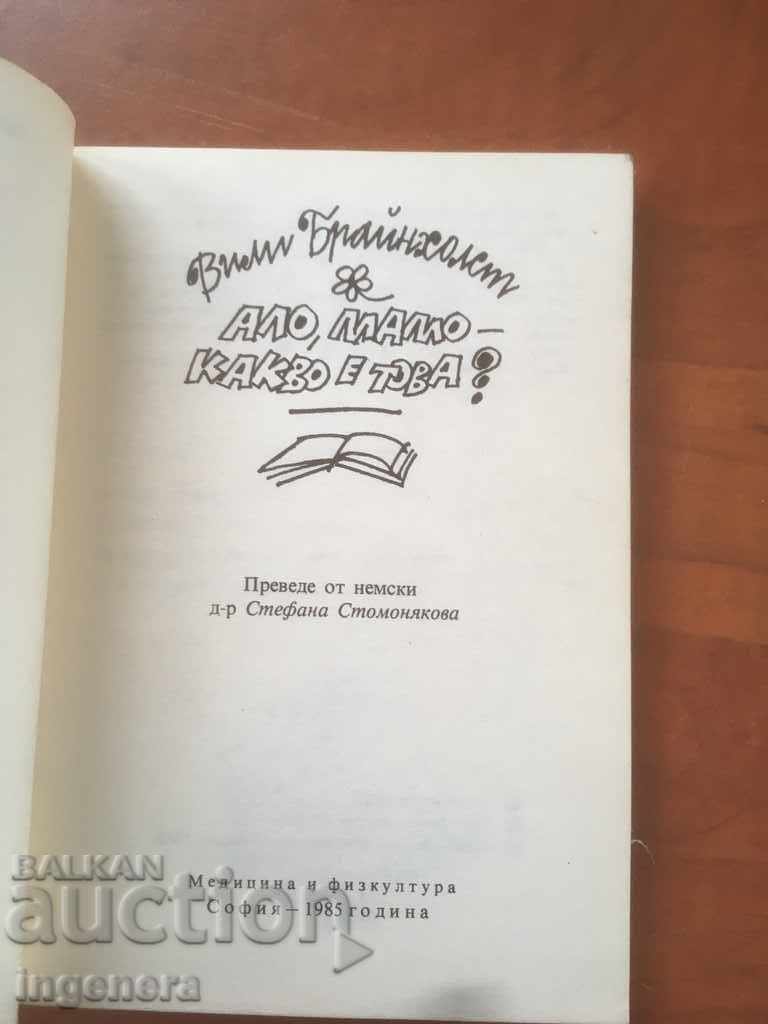 Вили Брайнхолст
АЛО, МАМО –
КАКВО Е ТОВА?
Преведе от немски
д-р Стефана Стомонякова
Медицина и физкултура
София — 1985 година
BALKAN
auction
ingenera